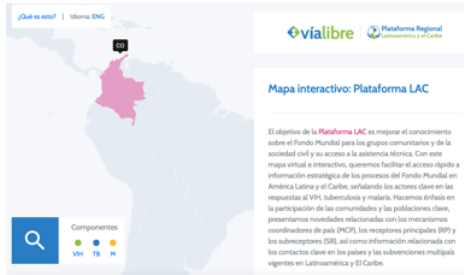 ¿Qué es esto? | Idioma: ENG
CO
Componentes
VIH TB M
víalibre
Plataforma Regional
Latinoamérica y el Caribe
Mapa interactivo: Plataforma LAC
El objetivo de la Plataforma LAC es mejorar el conocimiento
sobre el Fondo Mundial para los grupos comunitarios y de la
sociedad civil y su acceso a la asistencia técnica. Con este
mapa virtual e interactivo, queremos facilitar el acceso rápido a
información estratégica de los procesos del Fondo Mundial en
América Latina y el Caribe, señalando los actores clave en las
respuestas al VIH, tuberculosis y malaria. Hacemos énfasis en
la participación de las comunidades y las poblaciones clave,
presentamos novedades relacionadas con los mecanismos
coordinadores de país (MCP), los receptores principales (RP) y
los subreceptores (SR), así como información relacionada con
los contactos clave en los países y las subvenciones multipaís
vigentes en Latinoamérica y El Caribe.